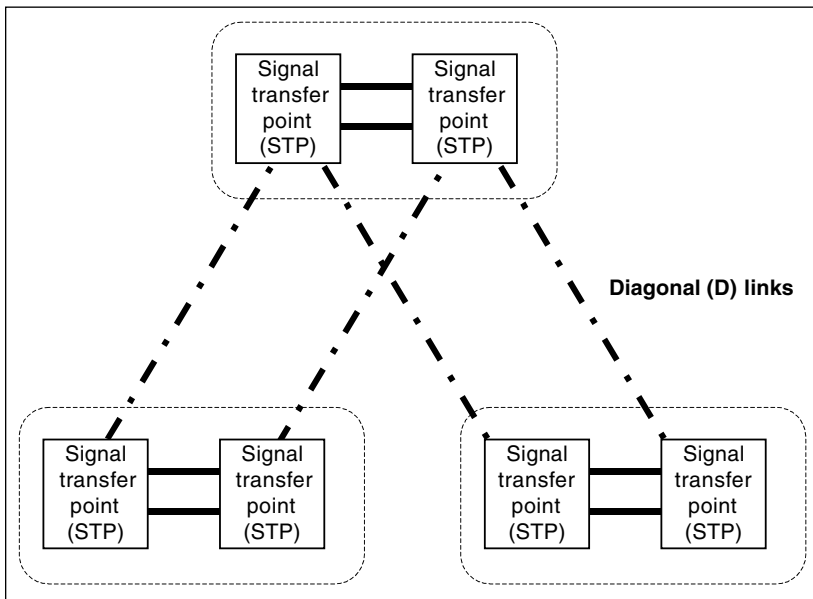 Signal
transfer
point
(STP)
Signal
transfer
point
(STP)
Diagonal (D) links
Signal
transfer
point
(STP)
Signal
transfer
point
(STP)
Signal
transfer
point
(STP)
Signal
transfer
point
(STP)